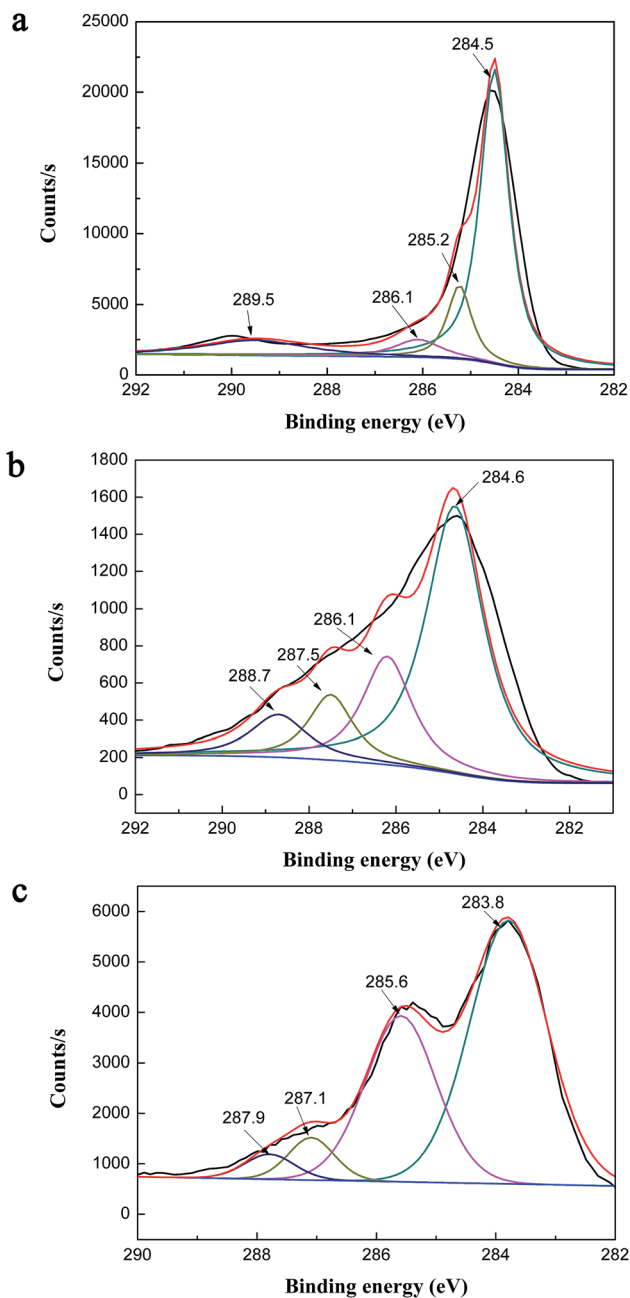 a
25000
20000
15000
10000
5000
0
Counts/s
284.5
285.2
286.1
289.5
292 290 288 286 284 282
Binding energy (eV)
b
1800
1600
1400
1200
1000
800
600
400
200
0
Counts/s
284.6
286.1
287.5
288.7
292 290 288 286 284 282
Binding energy (eV)
c
6000
5000
4000
3000
2000
1000
0
Counts/s
283.8
285.6
287.1
287.9
290 288 286 284 282
Binding energy (eV)